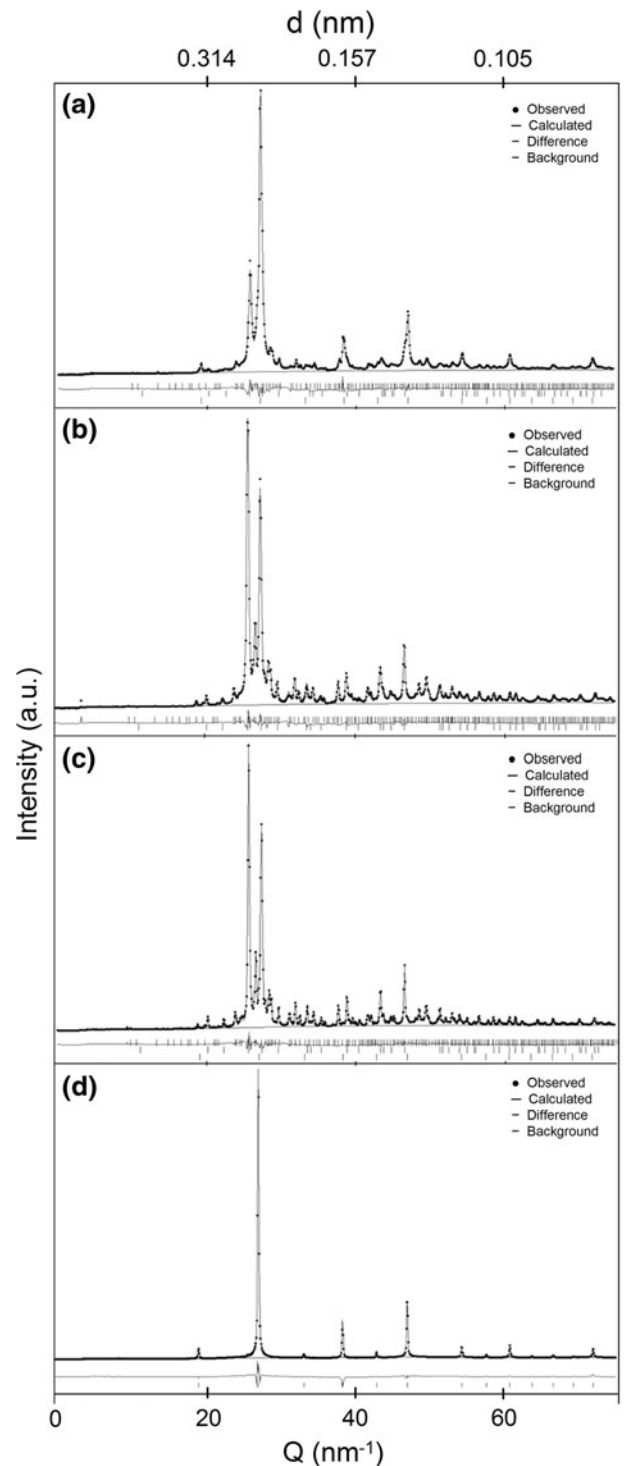 d (nm)
0.314 0.157 0.105
(a)
Observed
Calculated
Difference
Background
(b)
Observed
Calculated
Difference
Background
(c)
Observed
Calculated
Difference
Background
(d)
Observed
Calculated
Difference
Background
Intensity (a.u.)
0 20 40 60
Q (nm⁻¹)